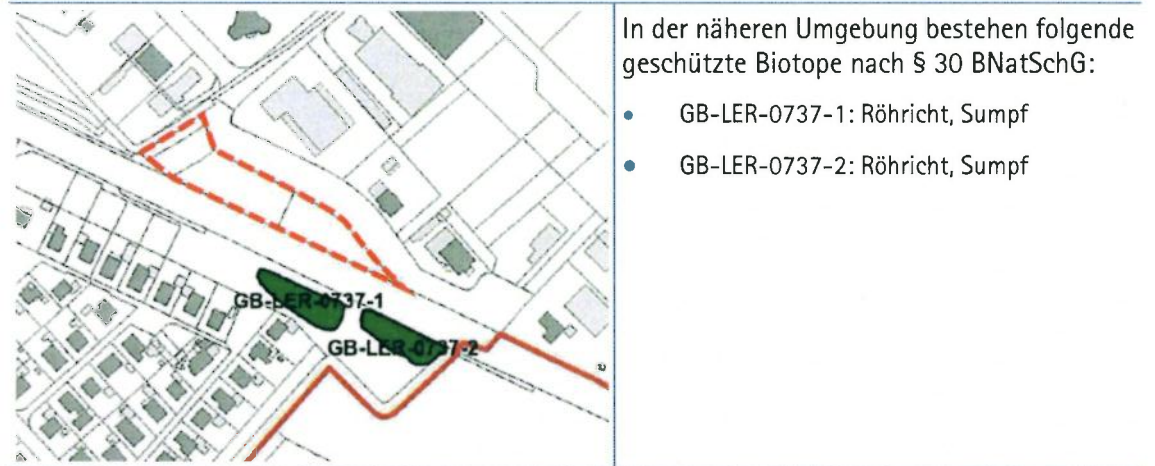 In der näheren Umgebung bestehen folgende
geschützte Biotope nach § 30 BNatSchG:
• GB-LER-0737-1: Röhricht, Sumpf
• GB-LER-0737-2: Röhricht, Sumpf
GB-LER-0737-1
GB-LER-0737-2